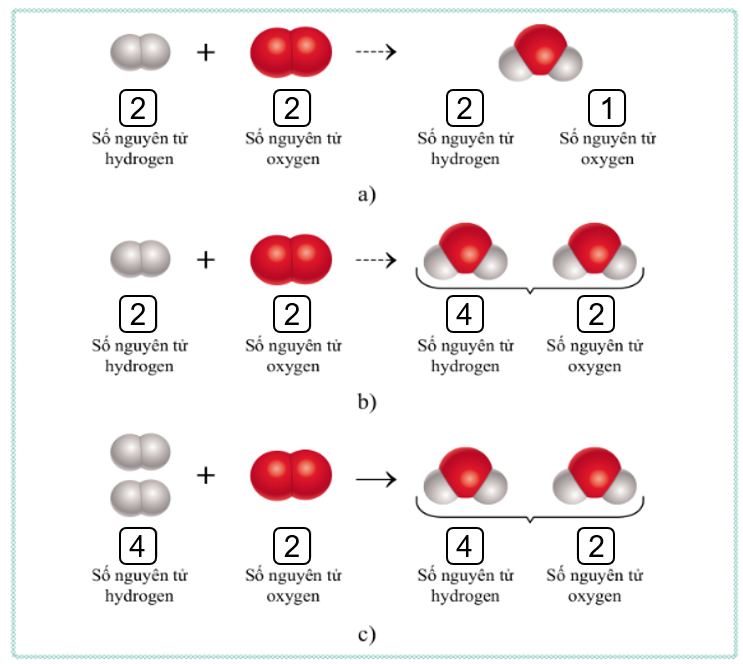 +
2 2 2 1
Số nguyên tử Số nguyên tử Số nguyên tử Số nguyên tử
hydrogen oxygen hydrogen oxygen
a)
+
2 2 4 2
Số nguyên tử Số nguyên tử Số nguyên tử Số nguyên tử
hydrogen oxygen hydrogen oxygen
b)
+
4 2 4 2
Số nguyên tử Số nguyên tử Số nguyên tử Số nguyên tử
hydrogen oxygen hydrogen oxygen
c)